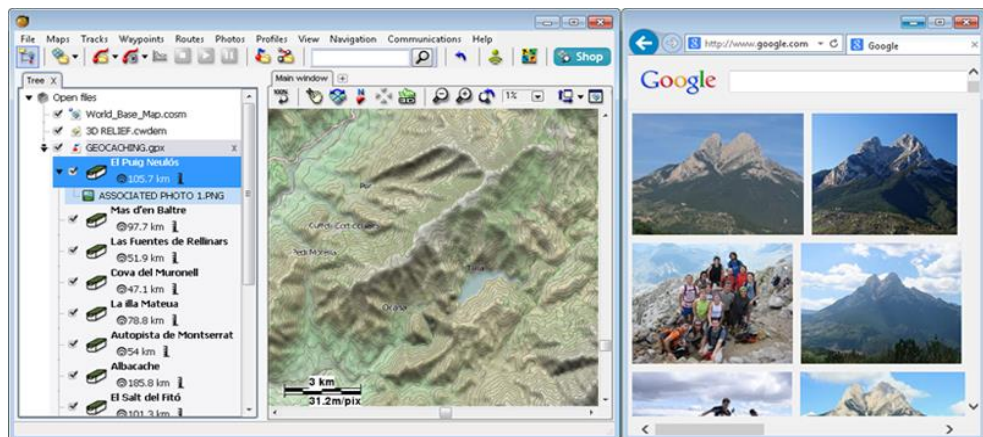 File Maps Tracks Waypoints Routes Photos Profiles View Navigation Communications Help
Shop
Tree X
Open files
World_Base_Map.cosm
3D RELIEF.cwdem
GEOCACHING.gpx x
El Puig Neulós
105.7 km
ASSOCIATED PHOTO 1.PNG
Mas d'en Baltre
97.7 km
Las Fuentes de Rellinars
51.9 km
Cova del Muronell
47.1 km
La illa Mateua
78.8 km
Autopista de Montserrat
54 km
Albacache
185.8 km
El Salt del Fitó
101.3 km
Main window
100%
1%
3 km
31.2m/pix
http://www.google.com
Google
Google